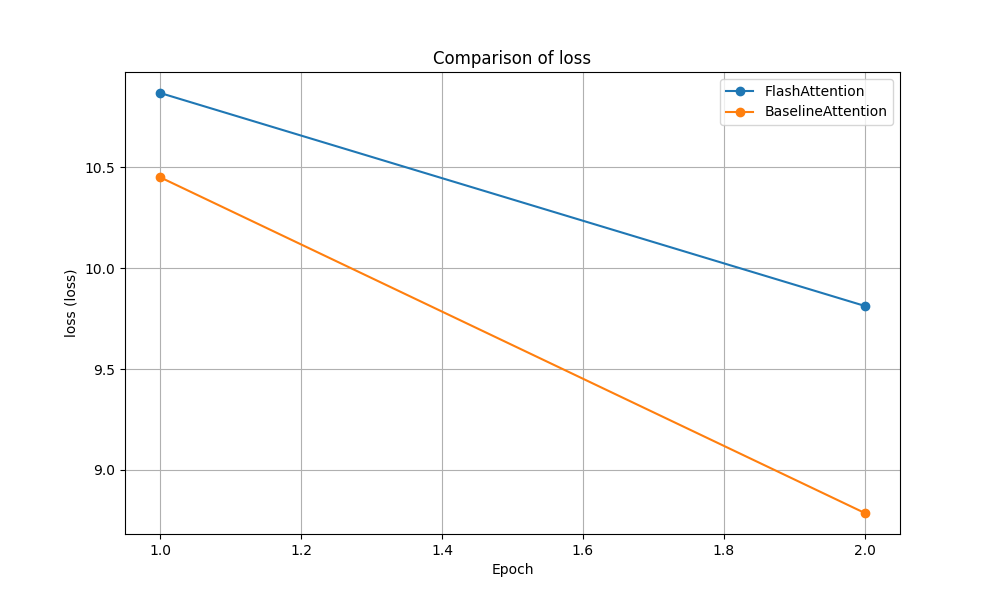 Comparison of loss
FlashAttention
BaselineAttention
10.5
10.0
9.5
9.0
loss (loss)
1.0 1.2 1.4 1.6 1.8 2.0
Epoch